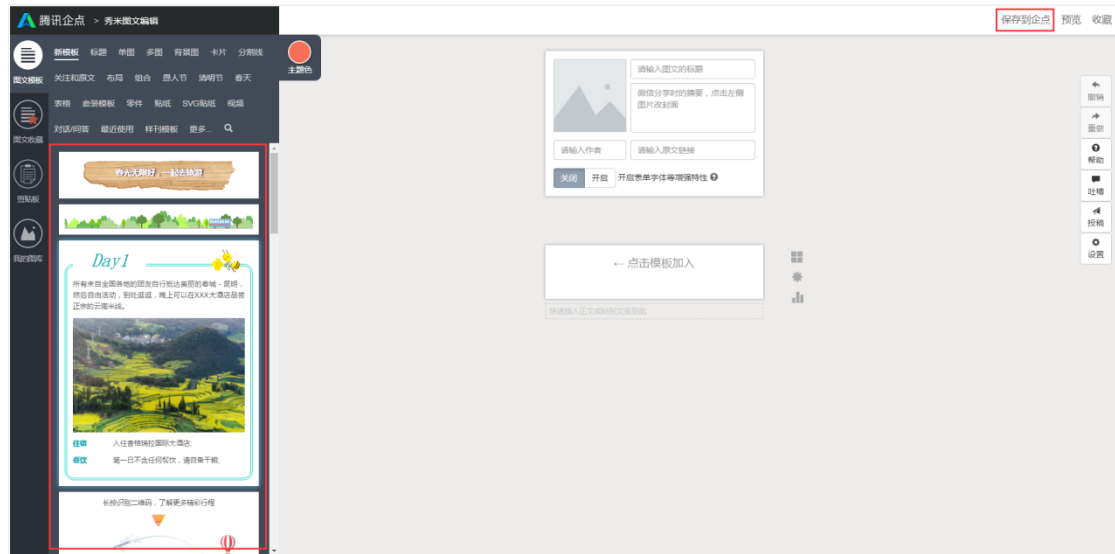 腾讯企点 > 秀米图文编辑
保存到企点 预览 收藏
图文模板
图文收藏
剪贴板
我的图库
新模板 标题 单图 多图 背景图 卡片 分割线
关注和原文 布局 组合 愚人节 清明节 春天
表格 套装模板 零件 贴纸 SVG贴纸 视频
对话/问答 最近使用 样刊模板 更多...
主题色
春光无限好，一起去旅游
Day1
所有来自全国各地的团友自行抵达美丽的春城 - 昆明，
然后自由活动，到处逛逛，晚上可以在XXX大酒店品尝
正宗的云南米线。
住宿 入住香格瑞拉国际大酒店;
餐饮 第一日不含任何餐饮，请自备干粮;
长按识别二维码，了解更多精彩行程
请输入图文的标题
微信分享时的摘要，点击左侧
图片改封面
请输入作者 请输入原文链接
关闭 开启 开启表单字体等增强特性
← 点击模板加入
快速插入正文或粘贴文案到此
撤销
重做
帮助
吐槽
投稿
设置